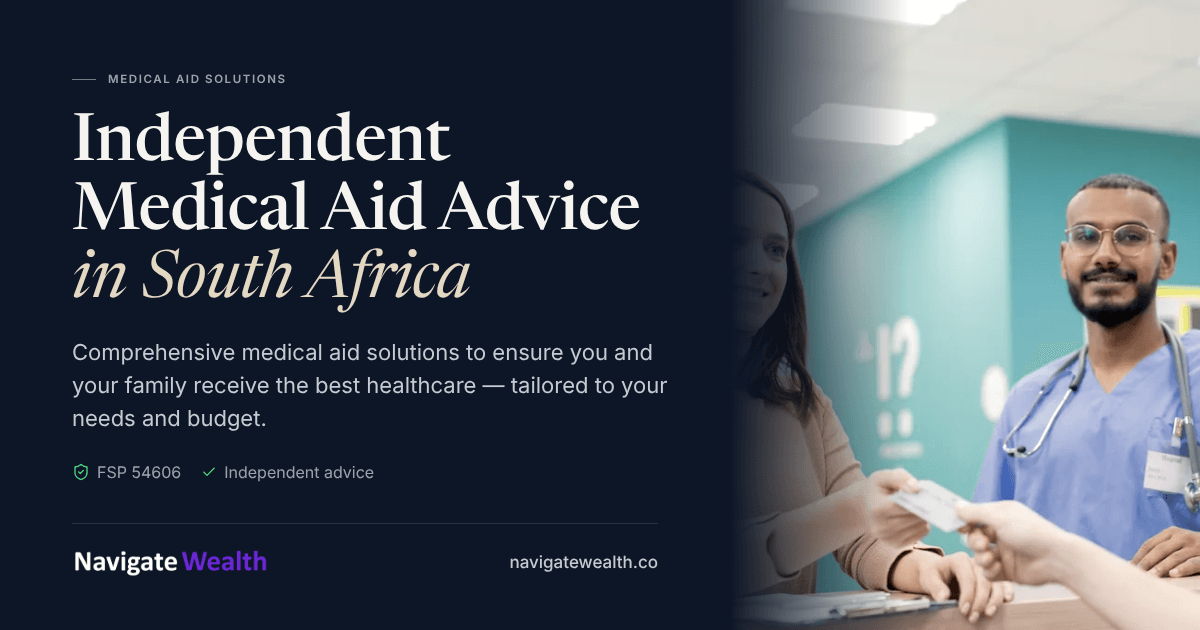 MEDICAL AID SOLUTIONS
Independent
Medical Aid Advice
in South Africa
Comprehensive medical aid solutions to ensure you and
your family receive the best healthcare — tailored to your
needs and budget.
FSP 54606 Independent advice
Navigate Wealth navigatewealth.co
!?